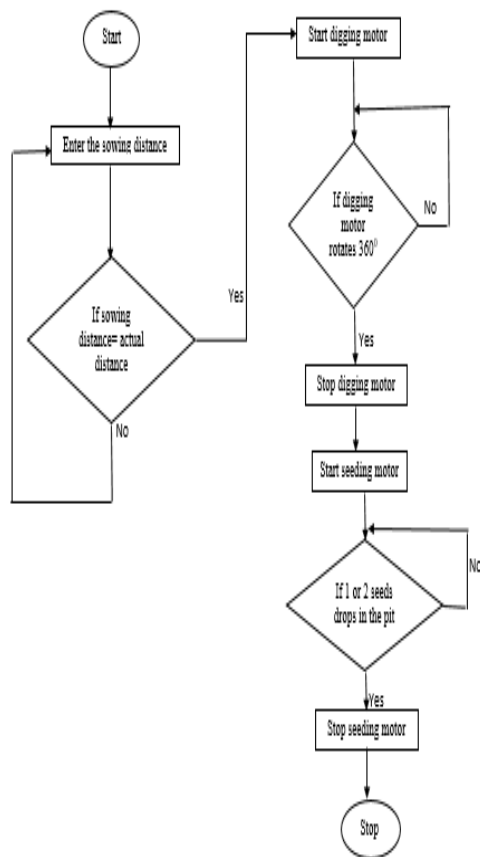 Start
Enter the sowing distance
If sowing
distance= actual
distance
No
Yes
Start digging motor
If digging
motor
rotates 360⁰
No
Yes
Stop digging motor
Start seeding motor
If 1 or 2 seeds
drops in the pit
No
Yes
Stop seeding motor
Stop